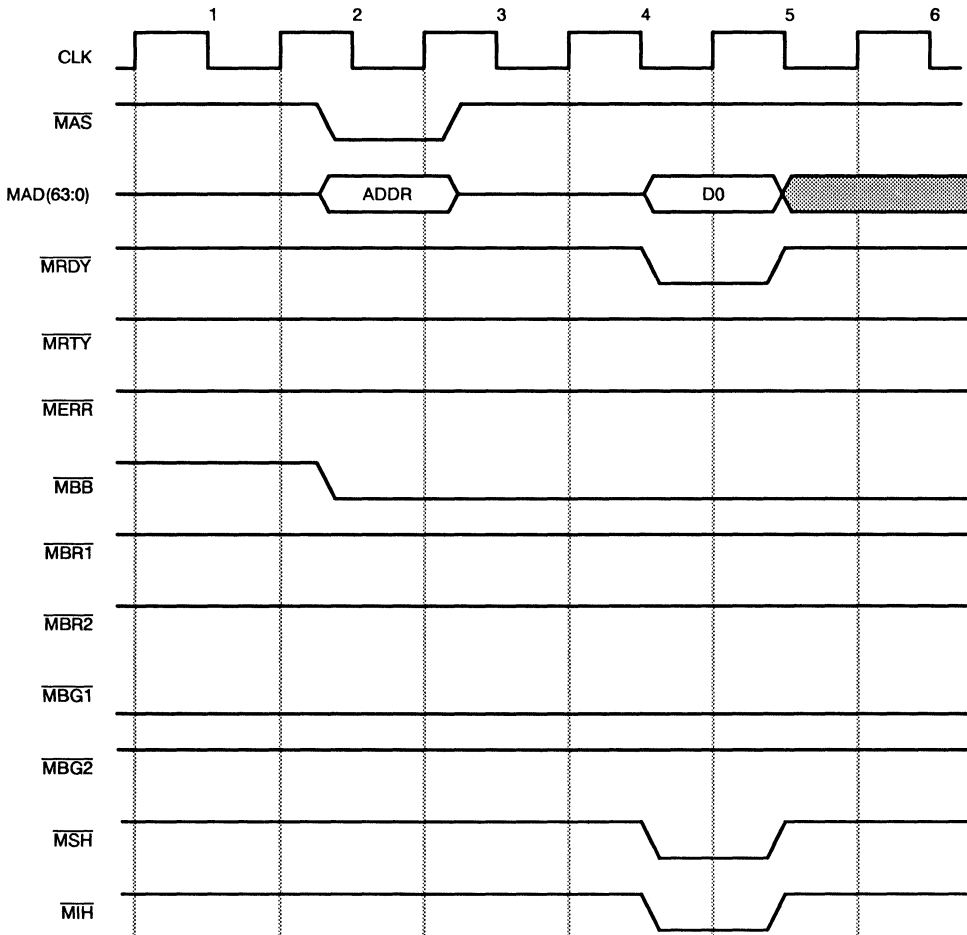 1 2 3 4 5 6
CLK
MAS
MAD(63:0)
ADDR
D0
MRDY
MRTY
MERR
MBB
MBR1
MBR2
MBG1
MBG2
MSH
MIH